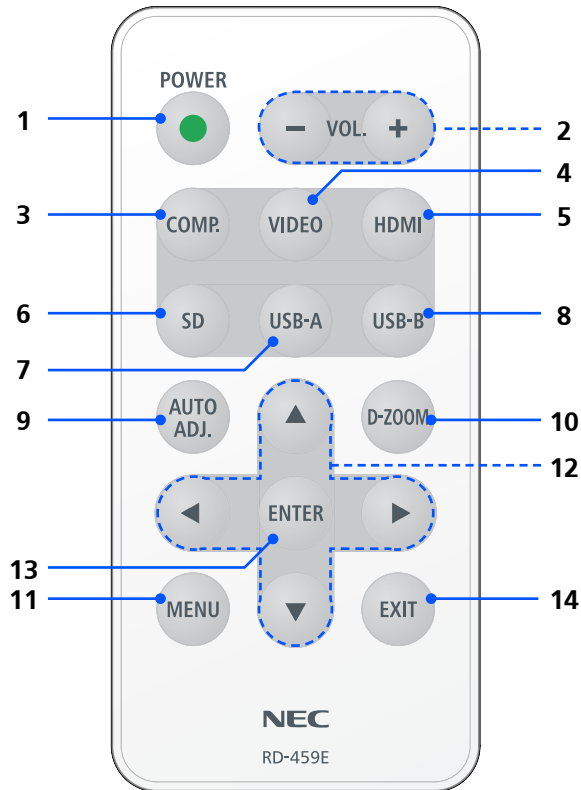 POWER
1
− VOL. +
2
4
3
COMP.
VIDEO
HDMI
5
6
SD
USB-A
USB-B
8
7
AUTO
ADJ.
9
D-ZOOM
10
12
ENTER
13
11
MENU
EXIT
14
NEC
RD-459E